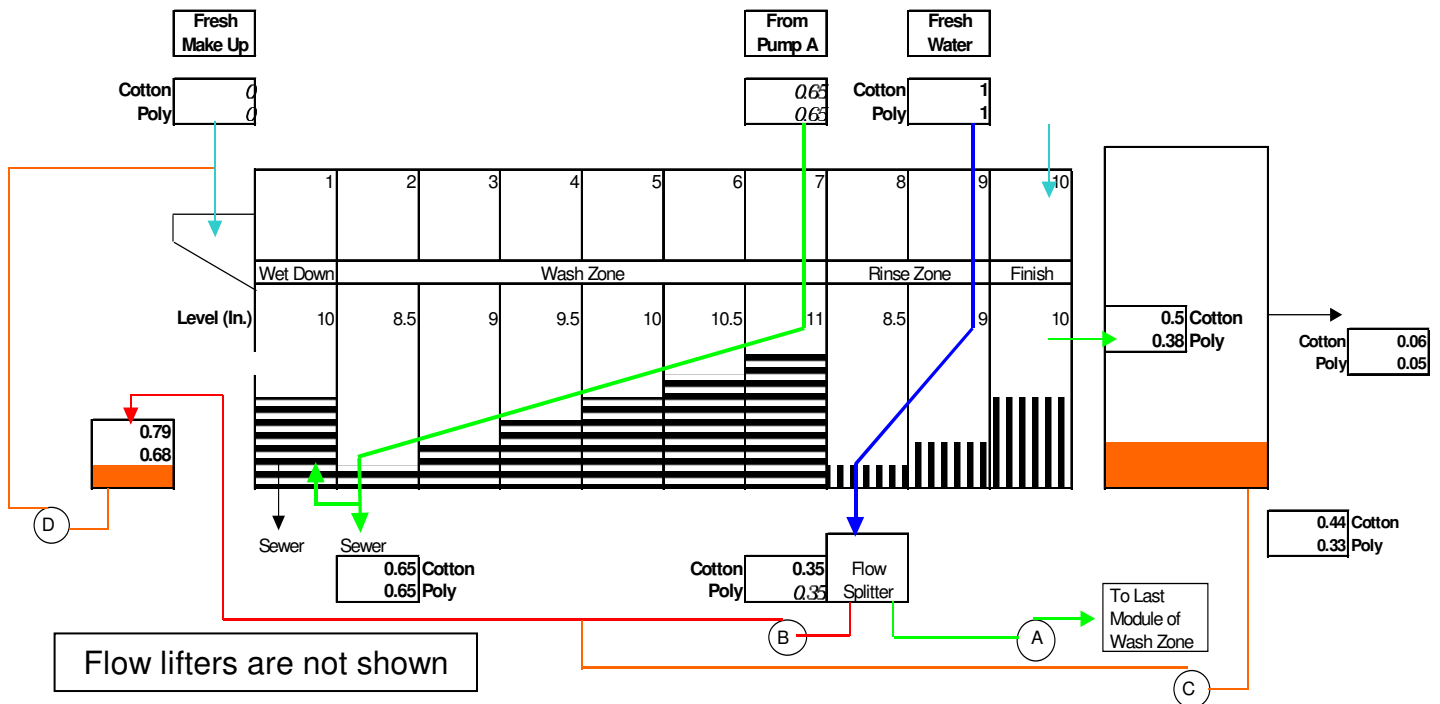 Fresh
Make Up
From
Pump A
Fresh
Water
Cotton 0
Poly 0
0.65
0.65
Cotton 1
Poly 1
1 2 3 4 5 6 7 8 9 10
Wet Down Wash Zone Rinse Zone Finish
Level (In.) 10 8.5 9 9.5 10 10.5 11 8.5 9 10
0.5 Cotton
0.38 Poly
Cotton 0.06
Poly 0.05
0.79
0.68
D
Sewer Sewer
0.65 Cotton
0.65 Poly
Cotton 0.35
Poly 0.35
Flow
Splitter
0.44 Cotton
0.33 Poly
To Last
Module of
Wash Zone
B
A
C
Flow lifters are not shown